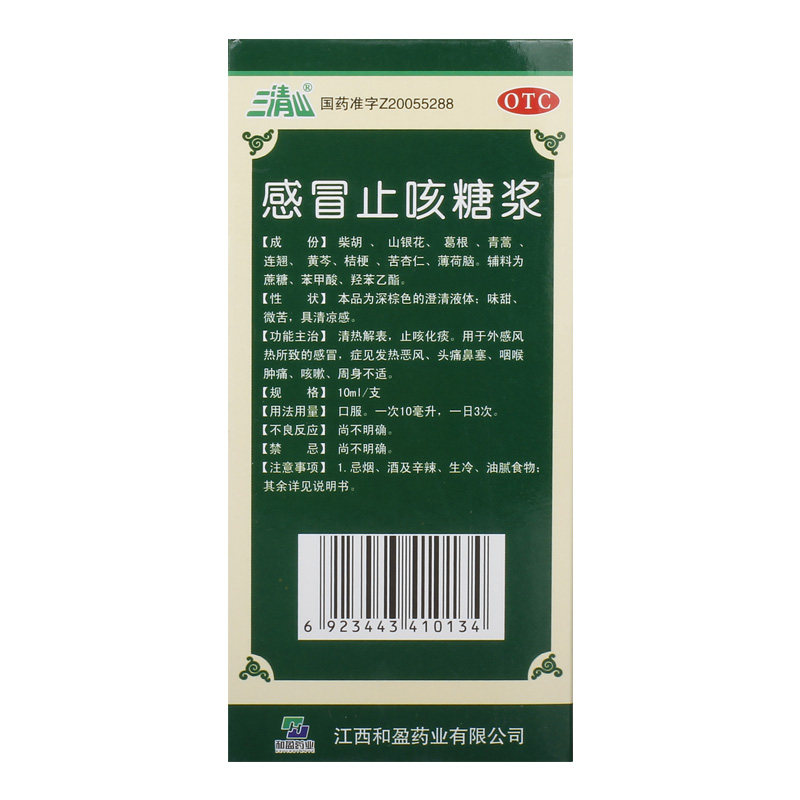 三清山® 国药准字Z20055288 OTC
感冒止咳糖浆
【成 份】 柴胡、山银花、葛根、青蒿、
连翘、黄芩、桔梗、苦杏仁、薄荷脑。辅料为
蔗糖、苯甲酸、羟苯乙酯。
【性 状】 本品为深棕色的澄清液体；味甜、
微苦，具清凉感。
【功能主治】 清热解表，止咳化痰。用于外感风
热所致的感冒，症见发热恶风、头痛鼻塞、咽喉
肿痛、咳嗽、周身不适。
【规 格】 10ml/支
【用法用量】 口服。一次10毫升，一日3次。
【不良反应】 尚不明确。
【禁 忌】 尚不明确。
【注意事项】 1.忌烟、酒及辛辣、生冷、油腻食物；
其余详见说明书。
6 923443 410134
和盈药业 江西和盈药业有限公司